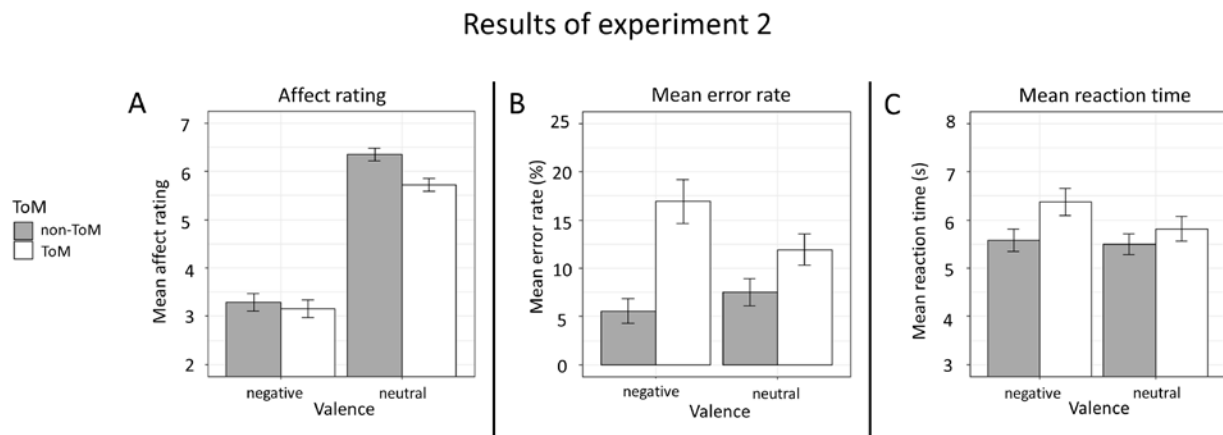 Results of experiment 2
ToM
non-ToM
ToM
A
Affect rating
Mean affect rating
7
6
5
4
3
2
negative
neutral
Valence
B
Mean error rate
Mean error rate (%)
25
20
15
10
5
0
negative
neutral
Valence
C
Mean reaction time
Mean reaction time (s)
8
7
6
5
4
3
negative
neutral
Valence